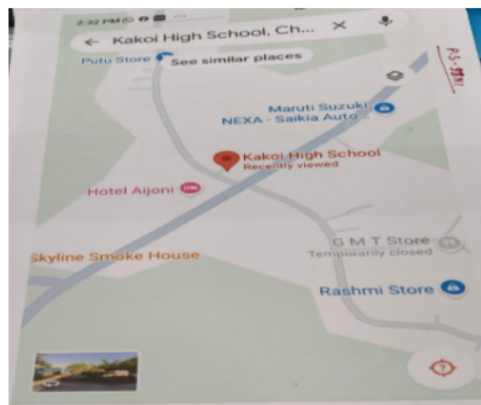 2:32 PM
Kakoi High School, Ch...
Putu Store
See similar places
Maruti Suzuki
NEXA - Saikia Auto...
Kakoi High School
Recently viewed
Hotel Aijoni
G M T Store
Temporarily closed
Skyline Smoke House
Rashmi Store